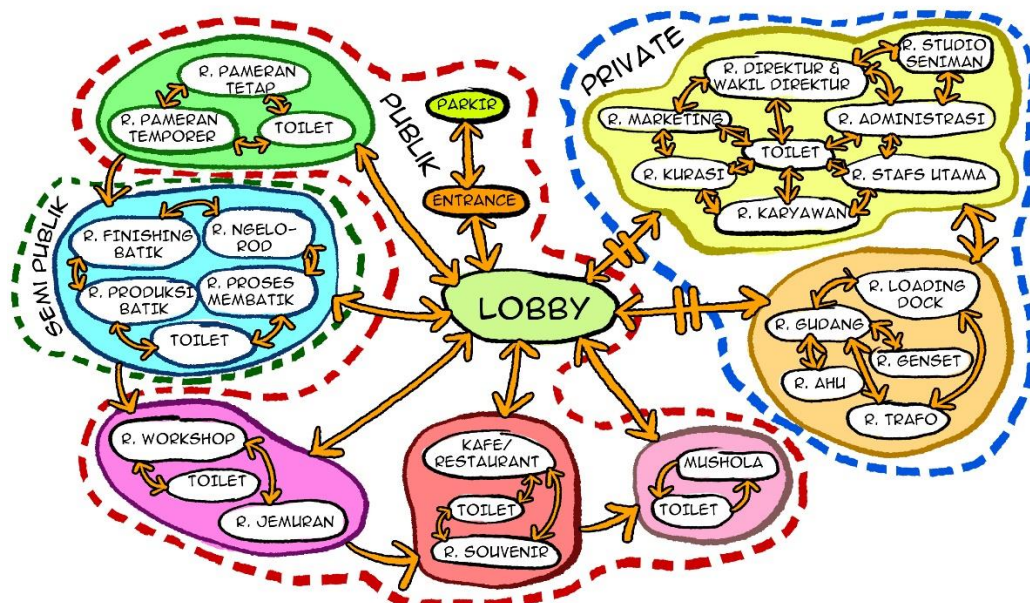 R. PAMERAN
TETAP
R. PAMERAN
TEMPORER
TOILET
PUBLIK
PARKIR
ENTRANCE
PRIVATE
R. DIREKTUR &
WAKIL DIREKTUR
R. STUDIO
SENIMAN
R. MARKETING
R. ADMINISTRASI
TOILET
R. KURASI
R. STAFS UTAMA
R. KARYAWAN
SEMI PUBLIK
R. FINISHING
BATIK
R. NGELO-
ROD
R. PRODUKSI
BATIK
R. PROSES
MEMBATIK
TOILET
LOBBY
R. LOADING
DOCK
R. GUDANG
R. GENSET
R. AHU
R. TRAFO
R. WORKSHOP
TOILET
R. JEMURAN
KAFE/
RESTAURANT
TOILET
R. SOUVENIR
MUSHOLA
TOILET